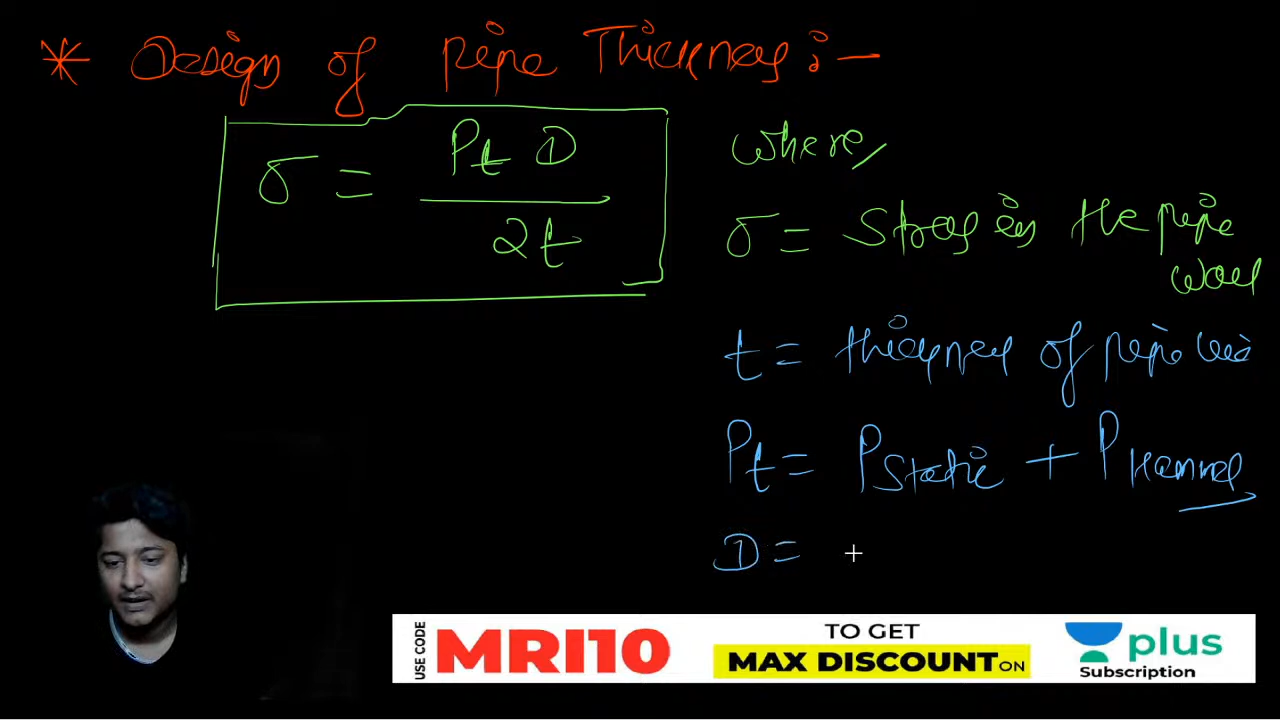 * Design of Pipe Thickness :-
σ = Pt D / 2t
where,
σ = Stress in the pipe wall
t = thickness of pipe wall
Pt = PStatic + PHammer
D =
USE CODE MRI10 TO GET MAX DISCOUNT ON plus Subscription